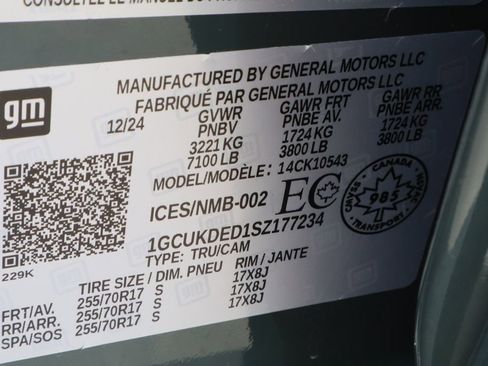 gm
MANUFACTURED BY GENERAL MOTORS LLC
FABRIQUÉ PAR GENERAL MOTORS LLC
12/24 GVWR GAWR FRT GAWR RR
PNBV PNBE AV. PNBE ARR.
3221 KG 1724 KG 1724 KG
7100 LB 3800 LB 3800 LB
MODEL/MODÈLE: 14CK10543
ICES/NMB-002 EC
CANADA
985
1GCUKDED1SZ177234
TYPE: TRU/CAM
229K
TIRE SIZE / DIM. PNEU RIM / JANTE
FRT/AV. 255/70R17 S 17X8J
RR/ARR. 255/70R17 S 17X8J
SPA/SOS 255/70R17 S 17X8J